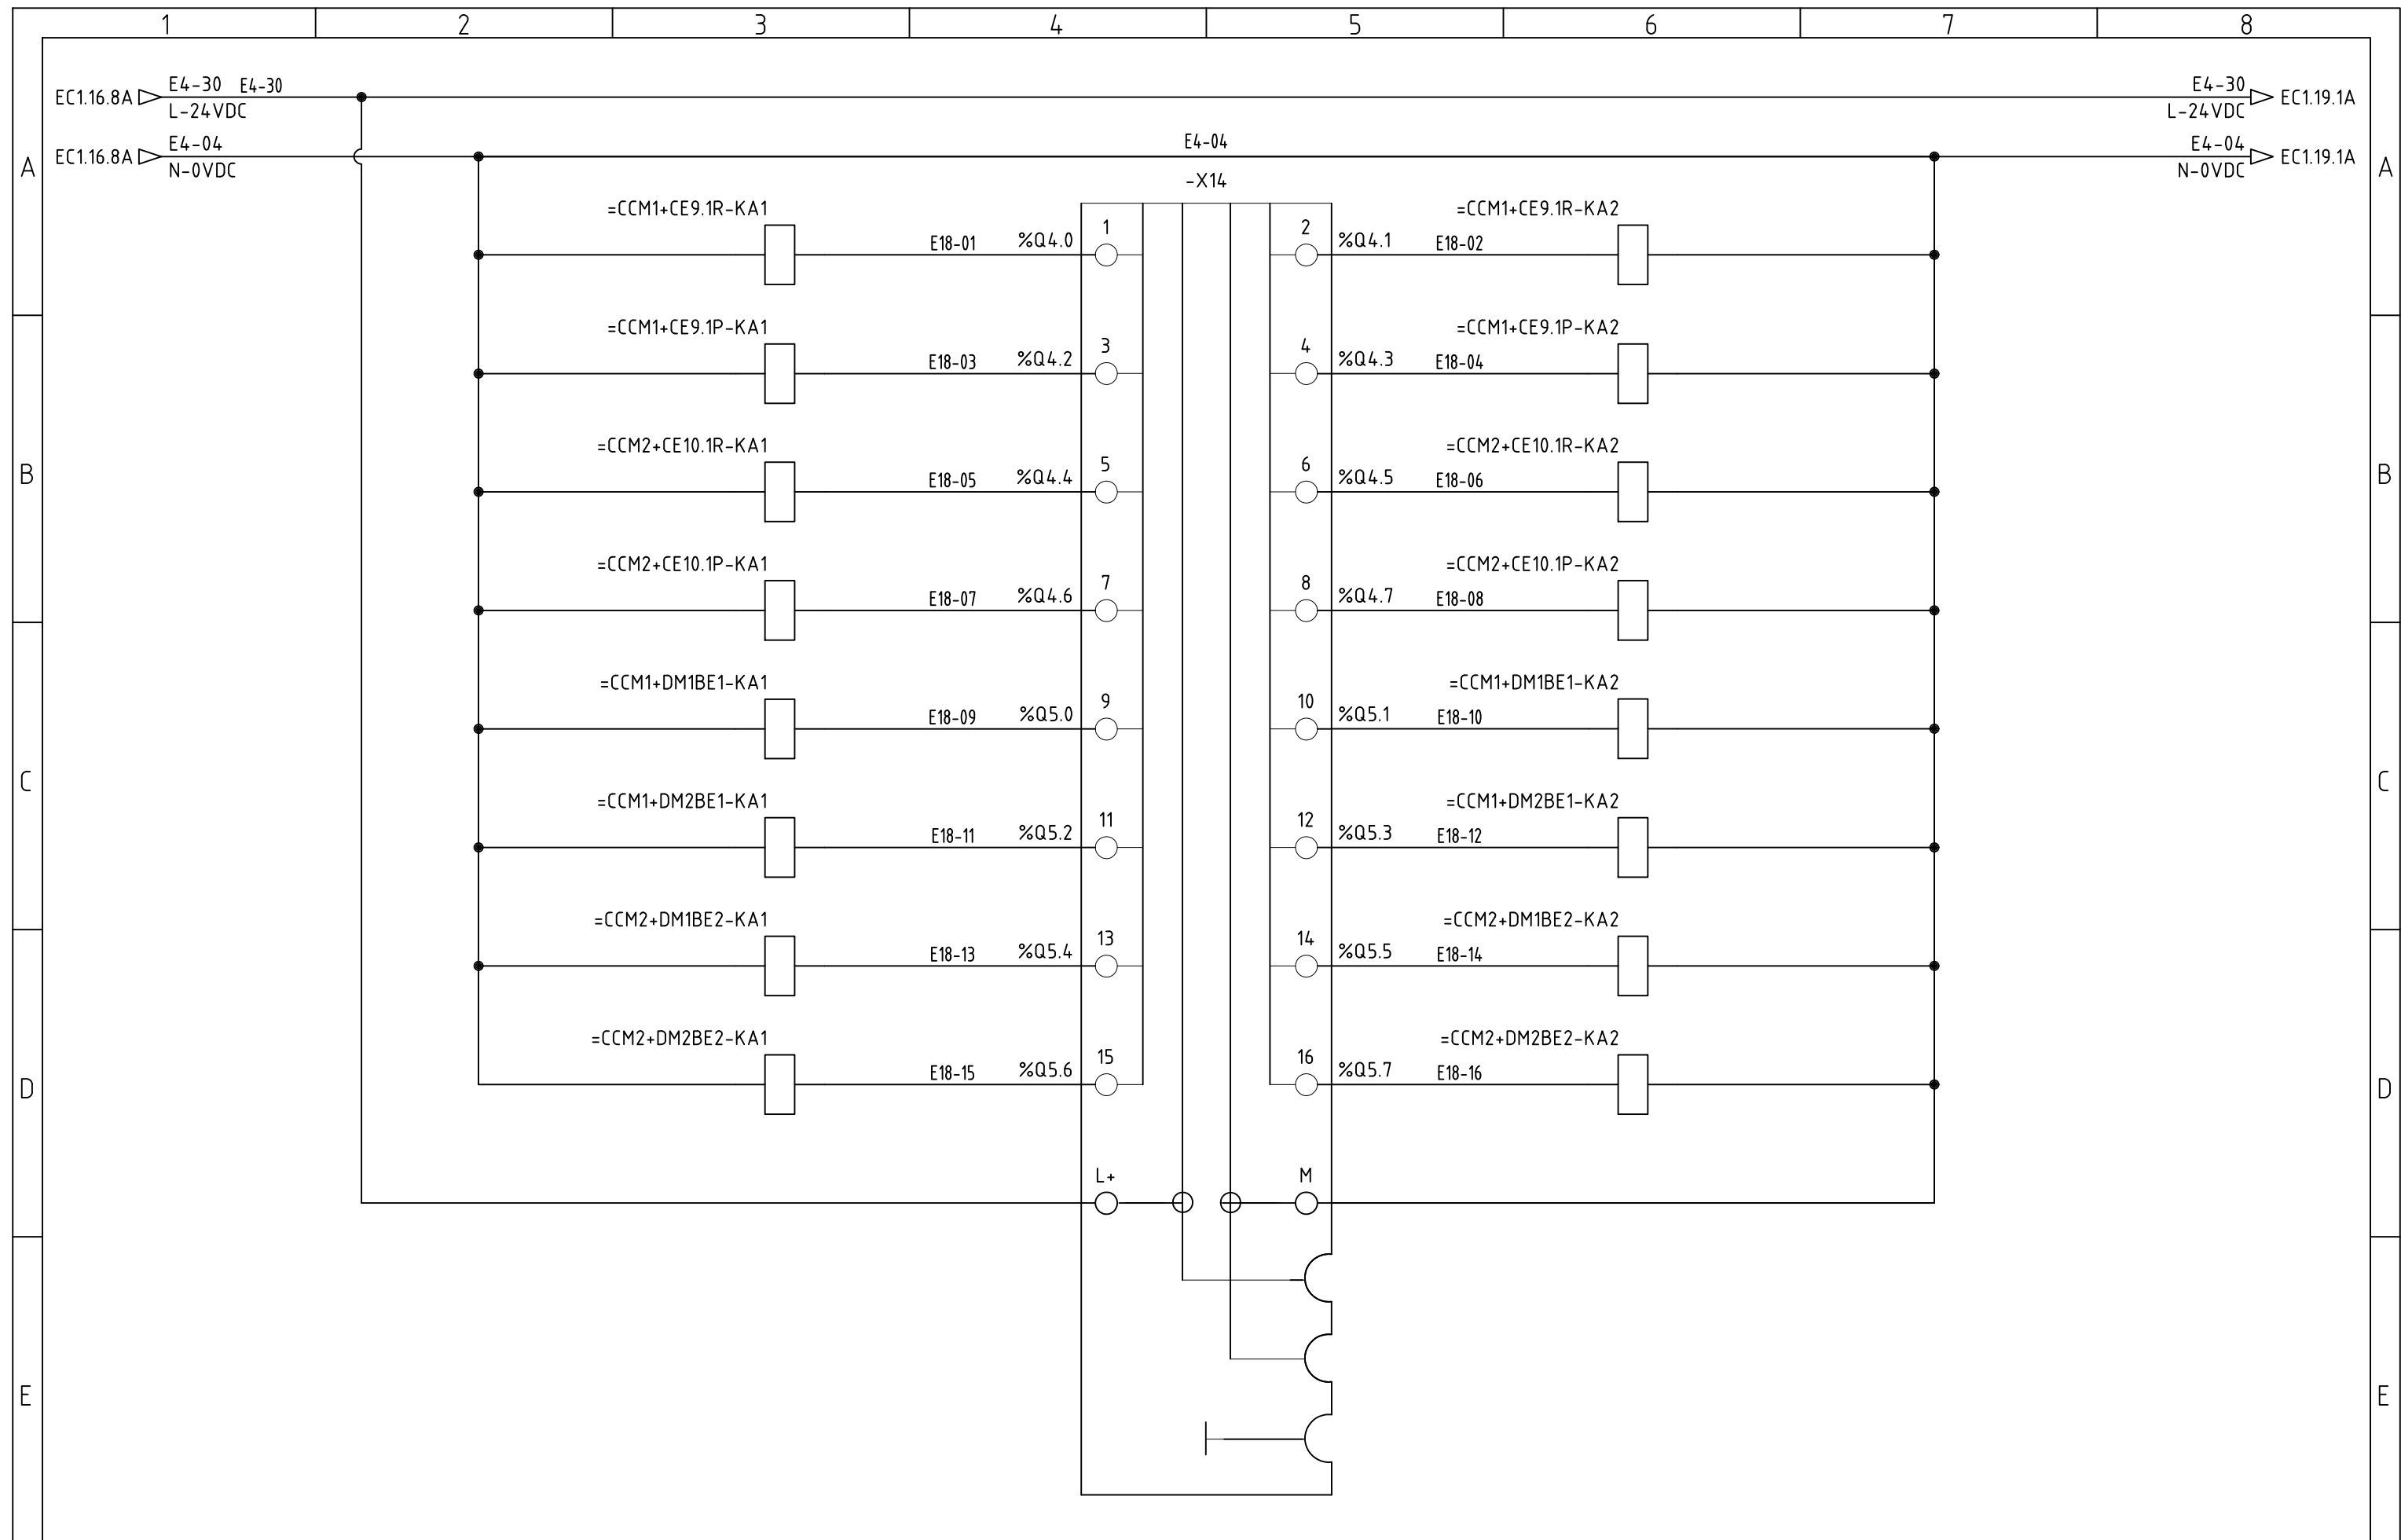 1 2 3 4 5 6 7 8
EC1.16.8A E4-30 E4-30 E4-30 EC1.19.1A
L-24VDC L-24VDC
EC1.16.8A E4-04 E4-04 E4-04 EC1.19.1A
N-0VDC N-0VDC
A A
-X14
=CCM1+CE9.1R-KA1 =CCM1+CE9.1R-KA2
E18-01 %Q4.0 1 2 %Q4.1 E18-02
=CCM1+CE9.1P-KA1 =CCM1+CE9.1P-KA2
E18-03 %Q4.2 3 4 %Q4.3 E18-04
=CCM2+CE10.1R-KA1 =CCM2+CE10.1R-KA2
B B
E18-05 %Q4.4 5 6 %Q4.5 E18-06
=CCM2+CE10.1P-KA1 =CCM2+CE10.1P-KA2
E18-07 %Q4.6 7 8 %Q4.7 E18-08
=CCM1+DM1BE1-KA1 =CCM1+DM1BE1-KA2
E18-09 %Q5.0 9 10 %Q5.1 E18-10
C C
=CCM1+DM2BE1-KA1 =CCM1+DM2BE1-KA2
E18-11 %Q5.2 11 12 %Q5.3 E18-12
=CCM2+DM1BE2-KA1 =CCM2+DM1BE2-KA2
E18-13 %Q5.4 13 14 %Q5.5 E18-14
=CCM2+DM2BE2-KA1 =CCM2+DM2BE2-KA2
E18-15 %Q5.6 15 16 %Q5.7 E18-16
D D
L+ M
E E